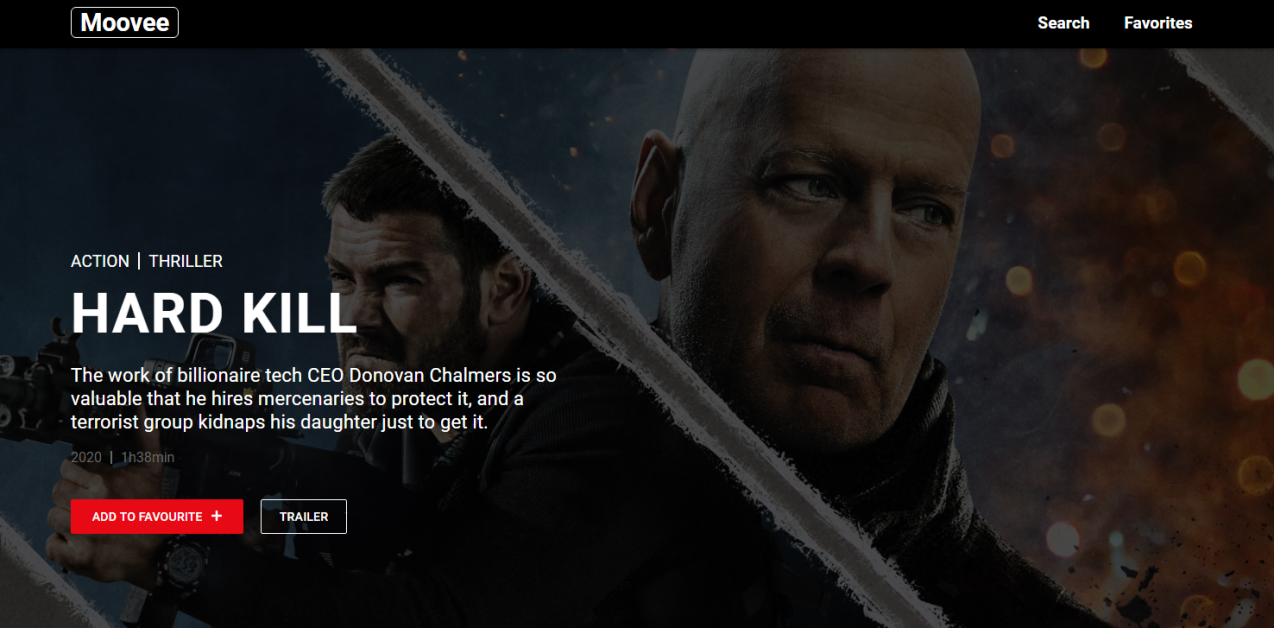 Moovee
Search Favorites
ACTION | THRILLER
HARD KILL
The work of billionaire tech CEO Donovan Chalmers is so
valuable that he hires mercenaries to protect it, and a
terrorist group kidnaps his daughter just to get it.
2020 | 1h38min
ADD TO FAVOURITE + TRAILER